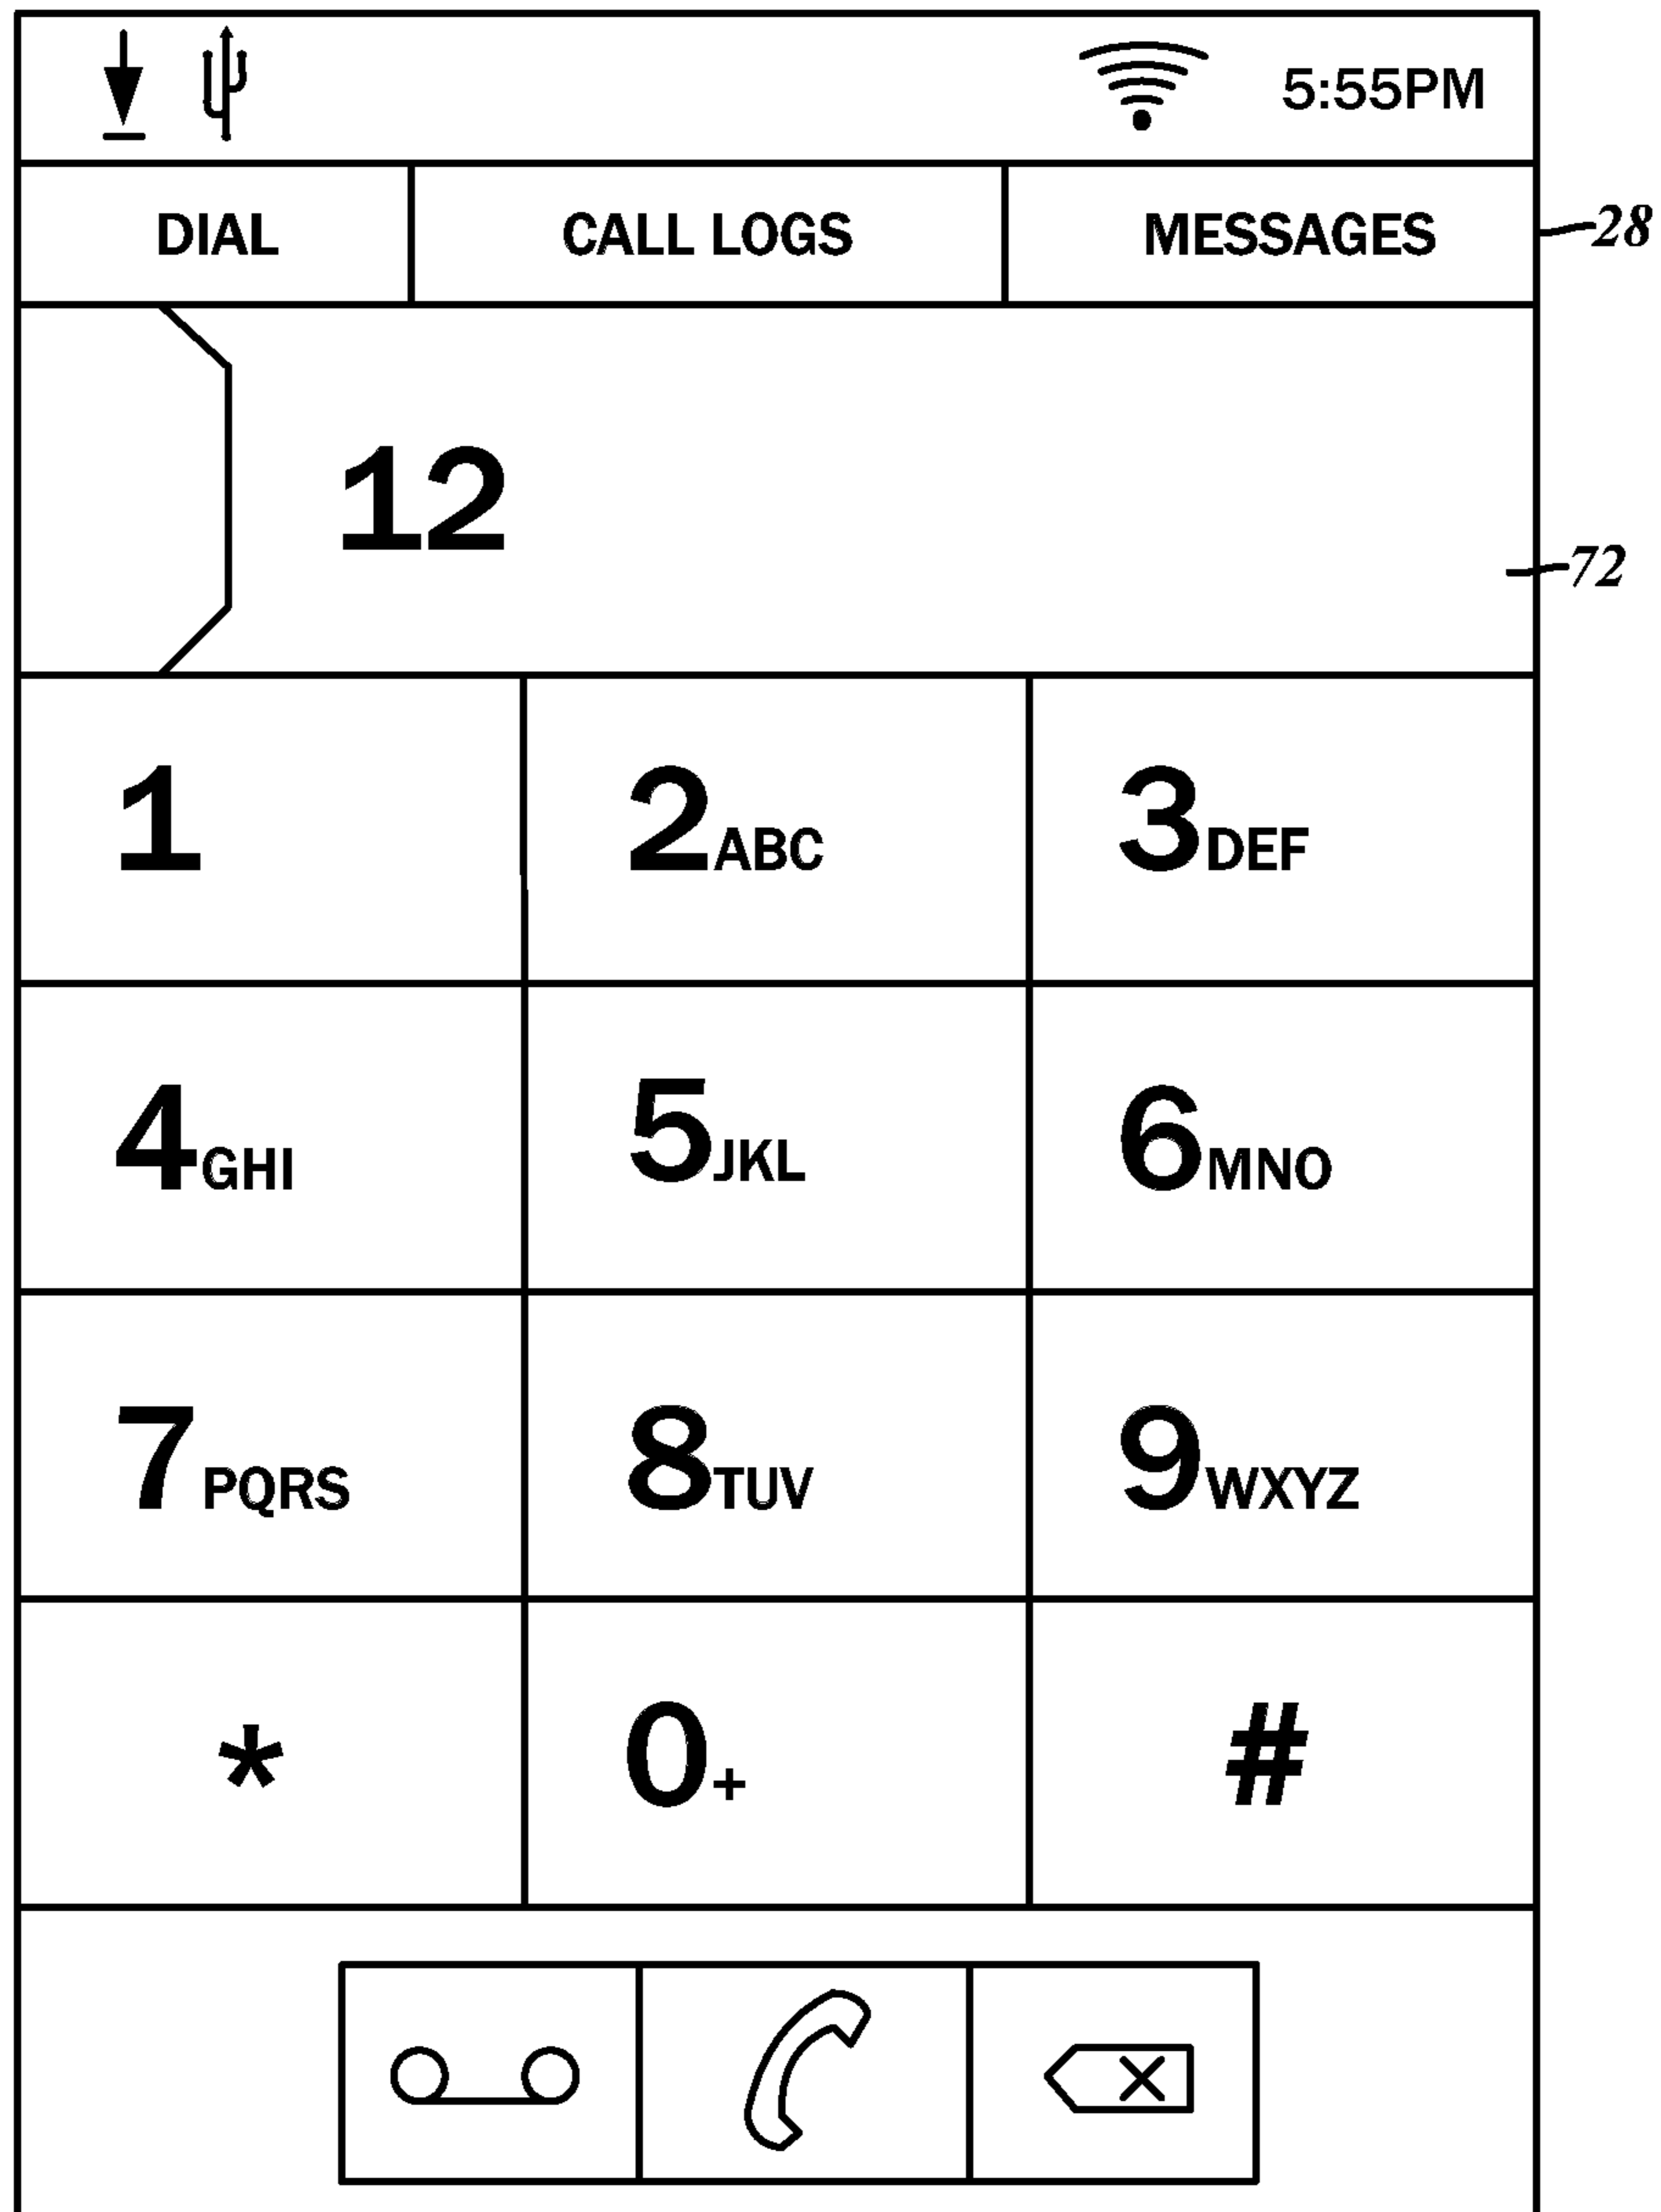 5:55PM
DIAL CALL LOGS MESSAGES 28
12
72
1 2ABC 3DEF
4GHI 5JKL 6MNO
7PQRS 8TUV 9WXYZ
* 0+ #